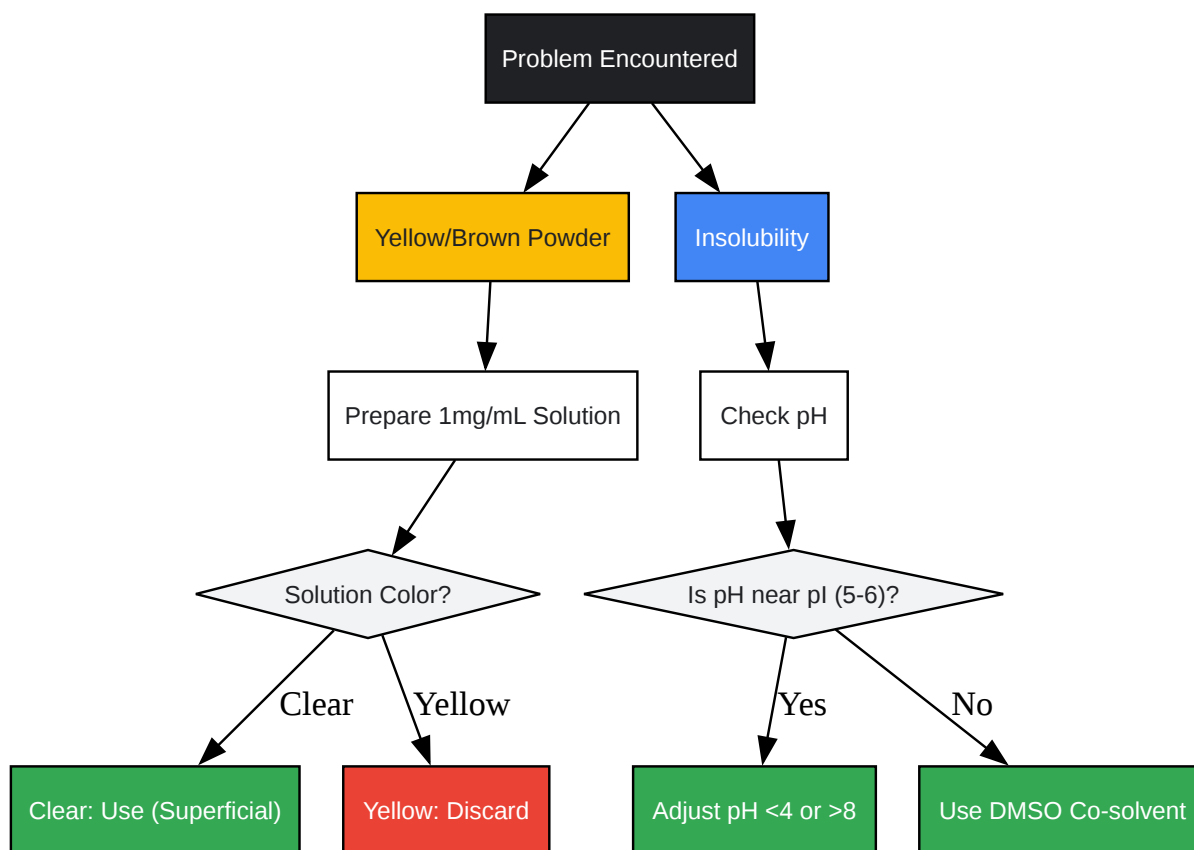 Problem Encountered
Yellow/Brown Powder
Insolubility
Prepare 1mg/mL Solution
Check pH
Solution Color?
Is pH near pI (5-6)?
Clear
Yellow
Yes
No
Clear: Use (Superficial)
Yellow: Discard
Adjust pH <4 or >8
Use DMSO Co-solvent